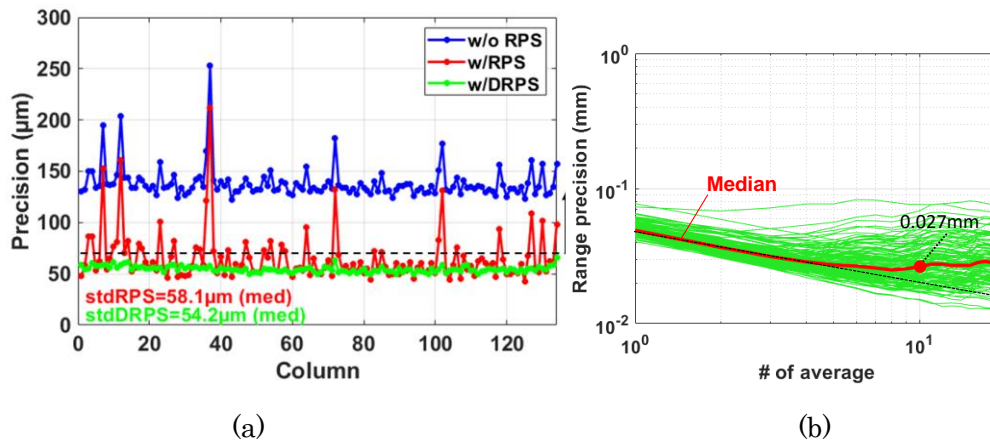 300
250
200
150
100
50
0
Precision (μm)
w/o RPS
w/RPS
w/DRPS
stdRPS=58.1μm (med)
stdDRPS=54.2μm (med)
0 20 40 60 80 100 120
Column
(a)
10⁰
10⁻¹
10⁻²
Range precision (mm)
Median
0.027mm
10⁰ 10¹
# of average
(b)